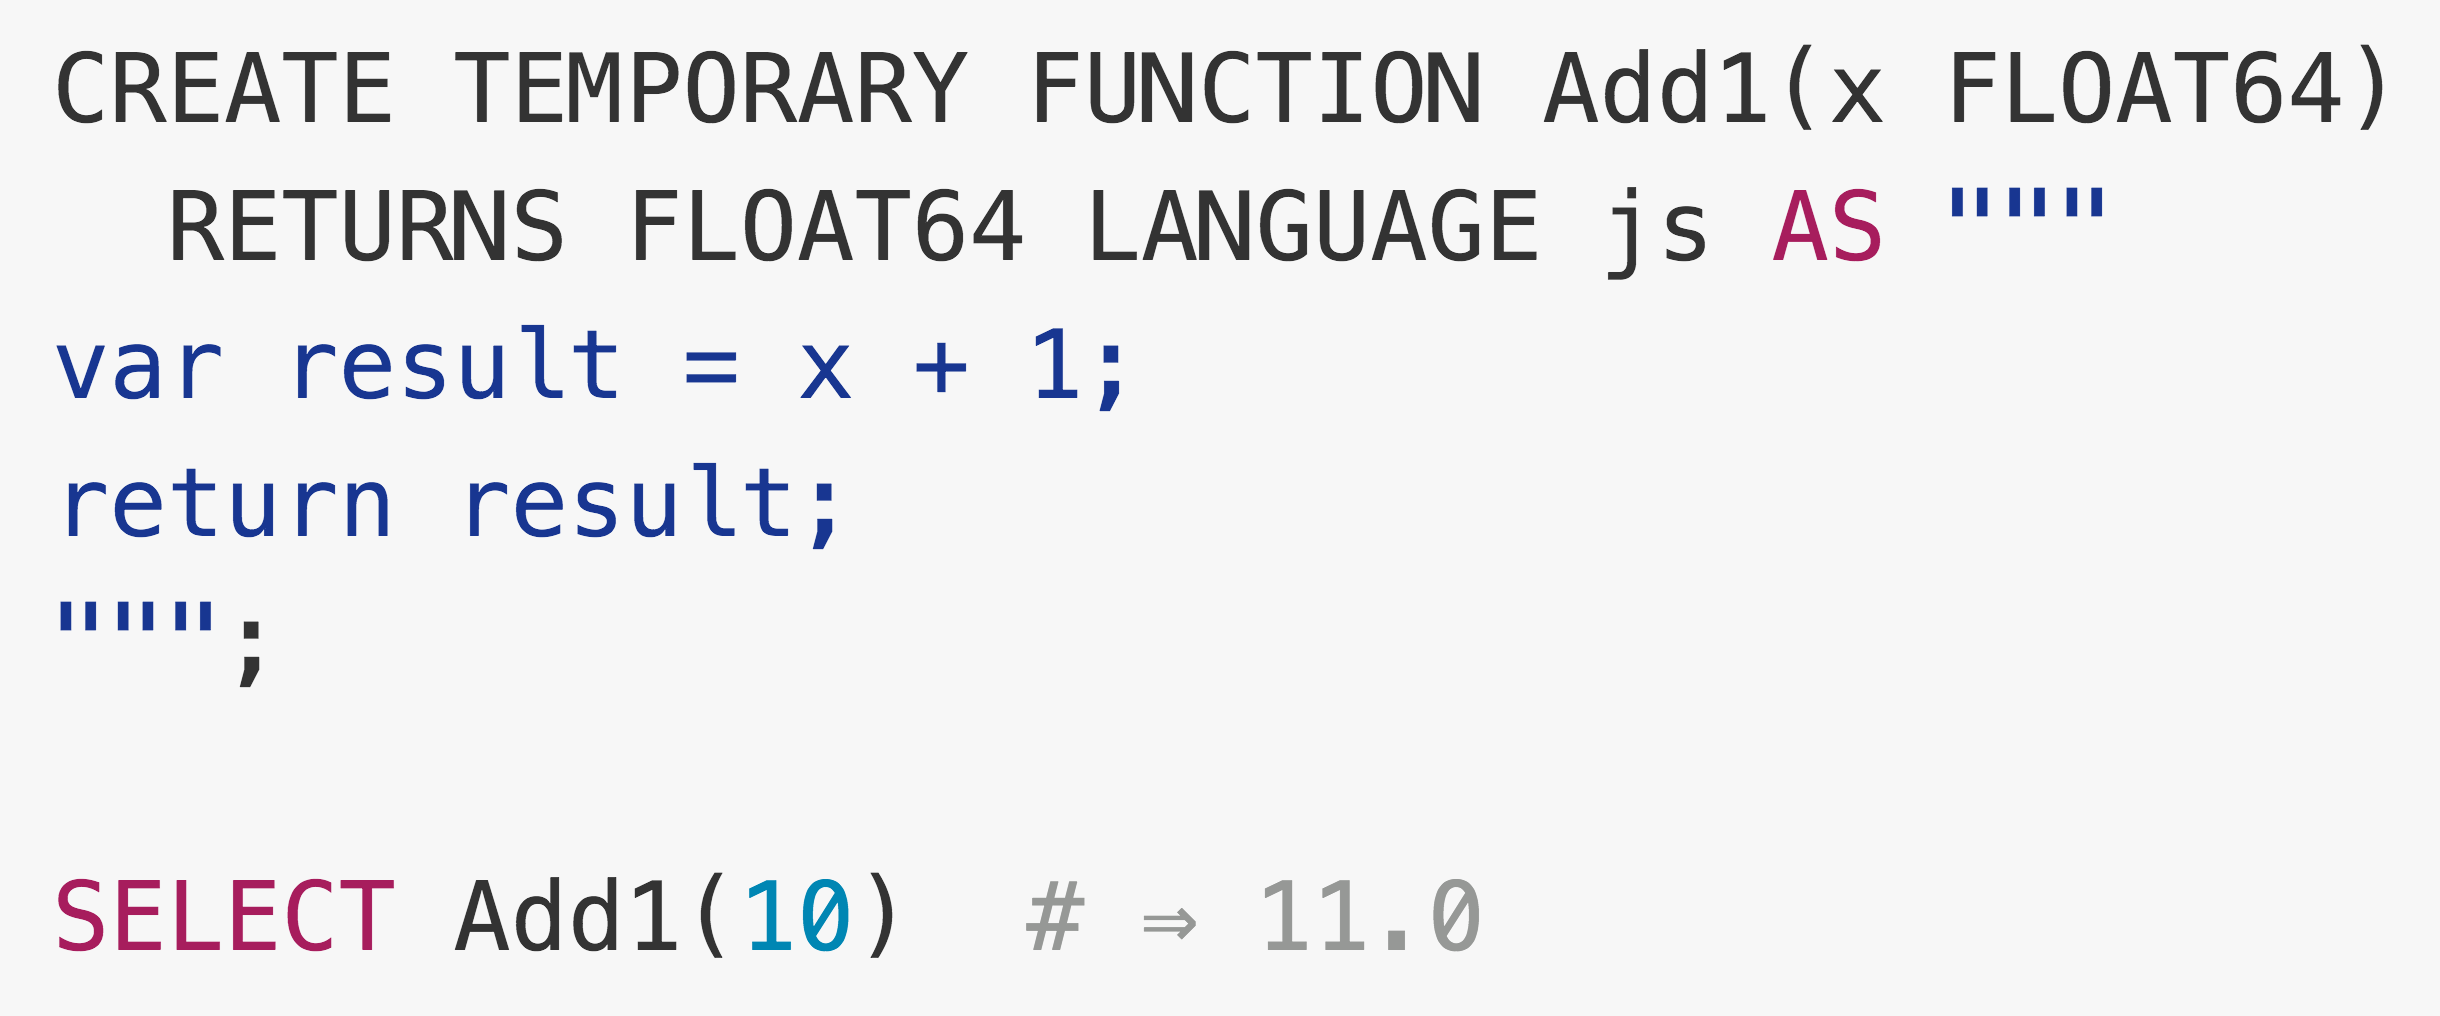 CREATE TEMPORARY FUNCTION Add1(x FLOAT64)
  RETURNS FLOAT64 LANGUAGE js AS """
var result = x + 1;
return result;
""";

SELECT Add1(10)  # ⇒ 11.0